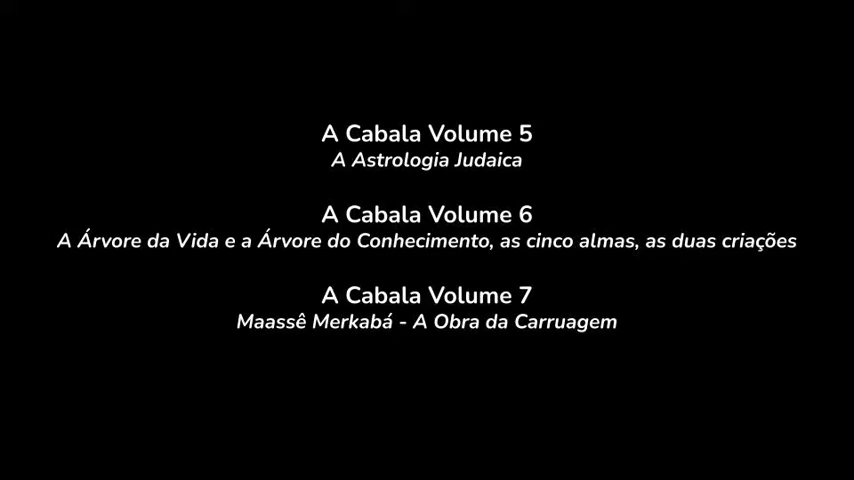 A Cabala Volume 5
A Astrologia Judaica
A Cabala Volume 6
A Árvore da Vida e a Árvore do Conhecimento, as cinco almas, as duas criações
A Cabala Volume 7
Maassê Merkabá - A Obra da Carruagem